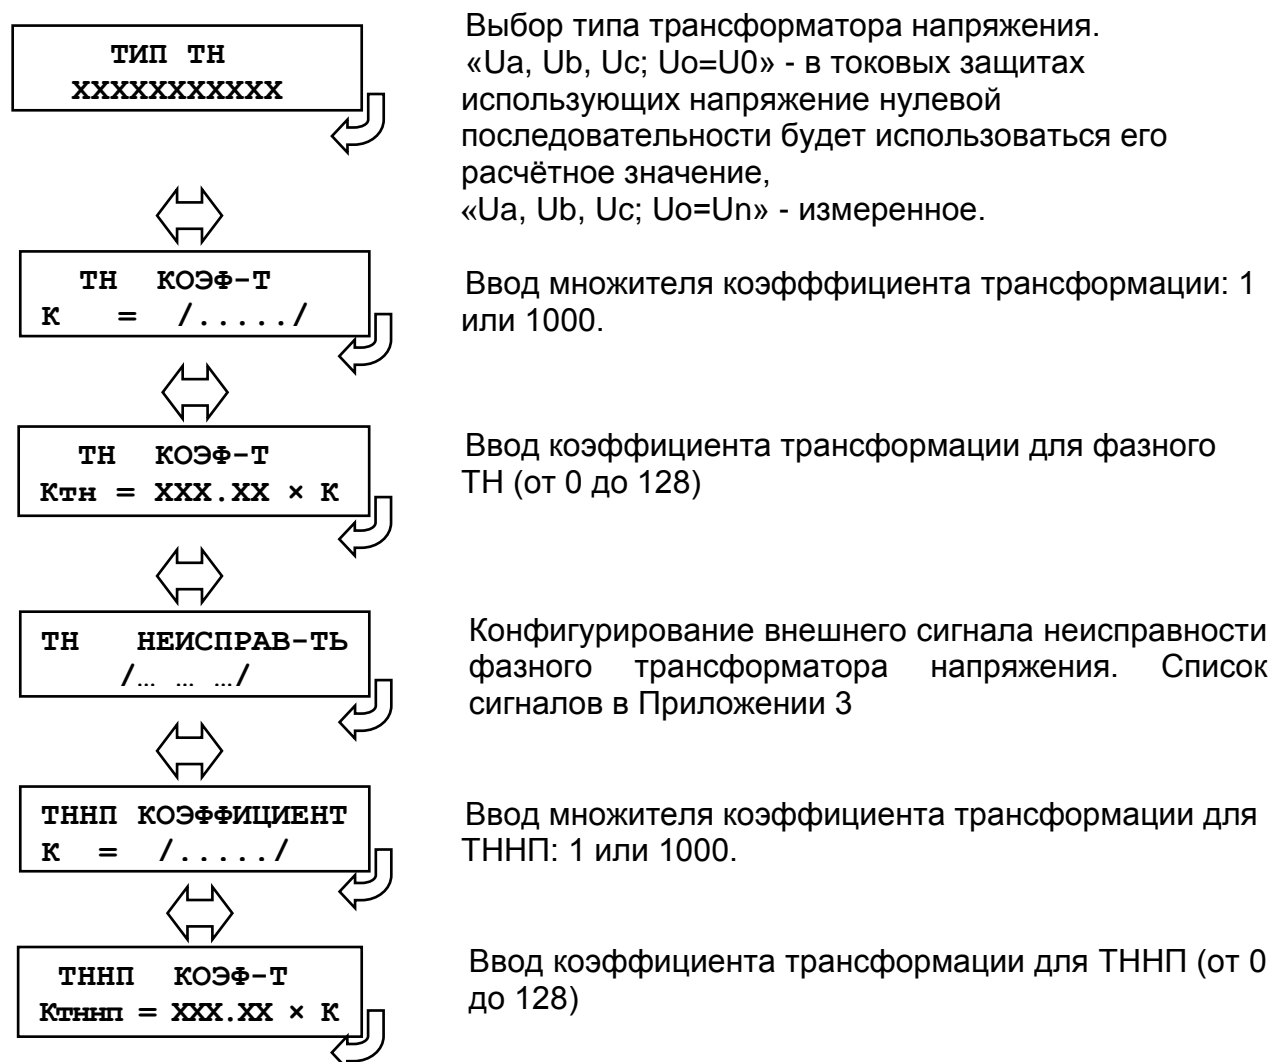 ТИП ТН
XXXXXXXXXXX
Выбор типа трансформатора напряжения.
«Ua, Ub, Uc; Uo=U0» - в токовых защитах
использующих напряжение нулевой
последовательности будет использоваться его
расчётное значение,
«Ua, Ub, Uc; Uo=Un» - измеренное.
ТН КОЭФ-Т
К = /...../
Ввод множителя коэфффициента трансформации: 1
или 1000.
ТН КОЭФ-Т
Ктн = XXX.XX × К
Ввод коэффициента трансформации для фазного
ТН (от 0 до 128)
ТН НЕИСПРАВ-ТЬ
/… … …/
Конфигурирование внешнего сигнала неисправности
фазного трансформатора напряжения. Список
сигналов в Приложении 3
ТННП КОЭФФИЦИЕНТ
К = /...../
Ввод множителя коэффициента трансформации для
ТННП: 1 или 1000.
ТННП КОЭФ-Т
Ктннп = XXX.XX × К
Ввод коэффициента трансформации для ТННП (от 0
до 128)